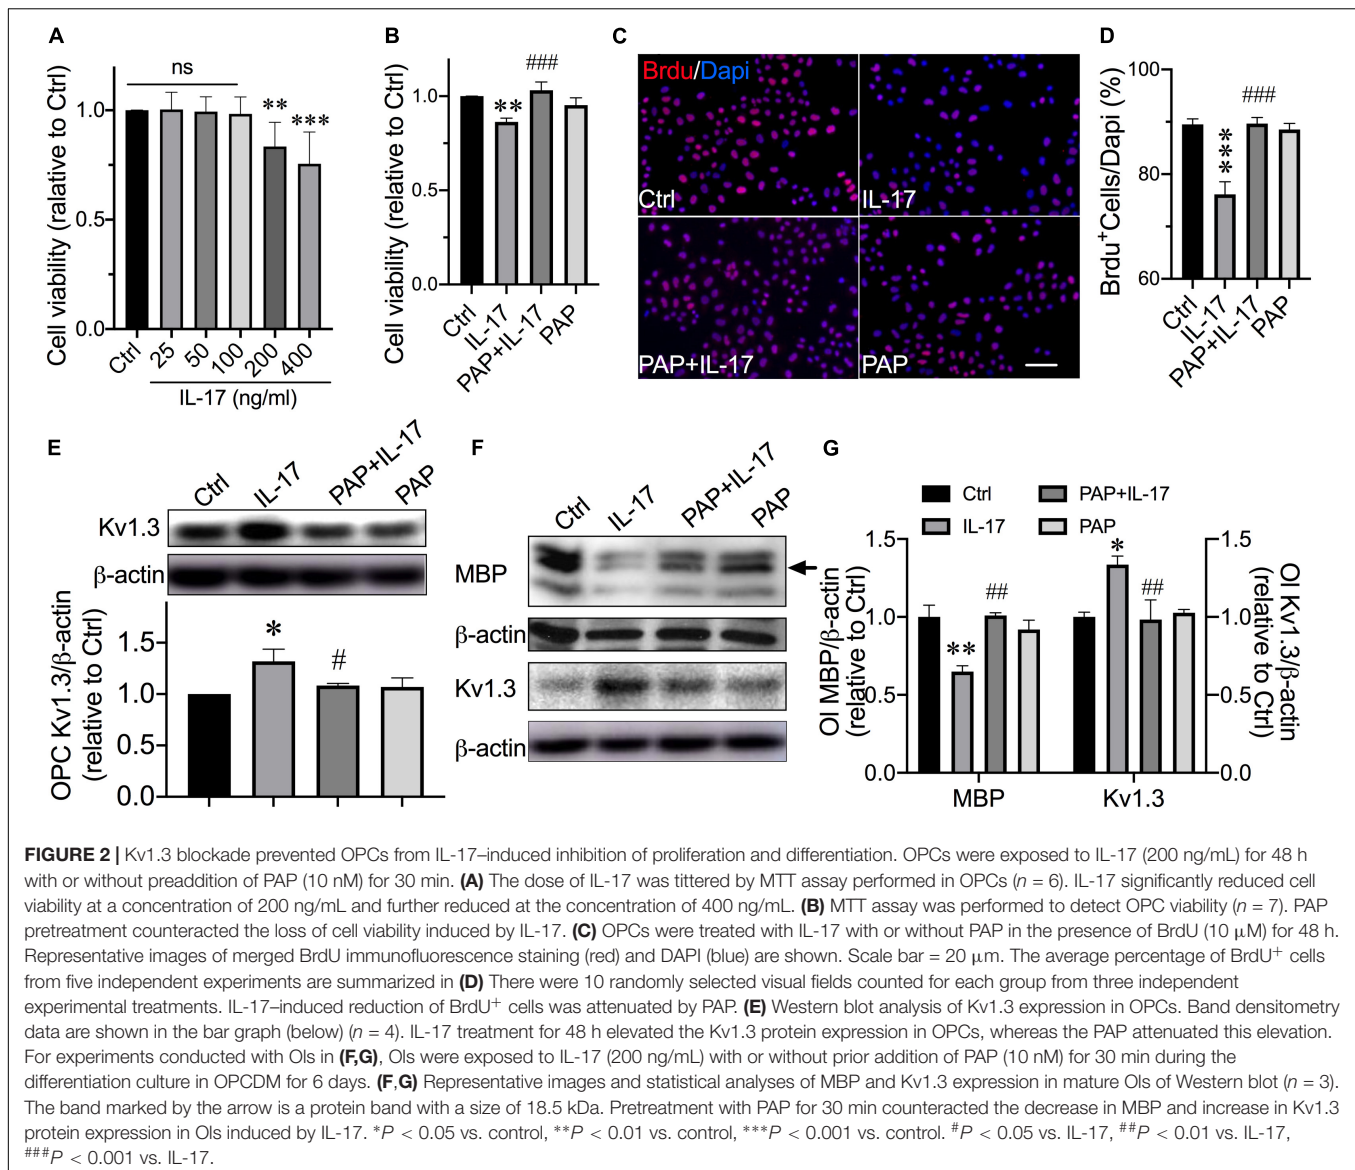 A
Cell viability (relative to Ctrl)
1.0
0.5
0.0
ns
**
***
Ctrl
25
50
100
200
400
IL-17 (ng/ml)
B
Cell viability (relative to Ctrl)
1.0
0.5
0.0
**
###
Ctrl
IL-17
PAP+IL-17
PAP
C
Brdu/Dapi
Ctrl
IL-17
PAP+IL-17
PAP
D
Brdu+Cells/Dapi (%)
100
80
60
***
###
Ctrl
IL-17
PAP+IL-17
PAP
E
Ctrl
IL-17
PAP+IL-17
PAP
Kv1.3
β-actin
OPC Kv1.3/β-actin
(relative to Ctrl)
1.5
1.0
0.5
0.0
*
#
F
Ctrl
IL-17
PAP+IL-17
PAP
MBP
β-actin
Kv1.3
β-actin
G
Ctrl
PAP+IL-17
IL-17
PAP
Ol MBP/β-actin
(relative to Ctrl)
1.5
1.0
0.5
0.0
**
##
*
##
MBP
Kv1.3
1.5
1.0
0.5
0.0
Ol Kv1.3/β-actin
(relative to Ctrl)
FIGURE 2 | Kv1.3 blockade prevented OPCs from IL-17–induced inhibition of proliferation and differentiation. OPCs were exposed to IL-17 (200 ng/mL) for 48 h
with or without preaddition of PAP (10 nM) for 30 min. (A) The dose of IL-17 was tittered by MTT assay performed in OPCs (n = 6). IL-17 significantly reduced cell
viability at a concentration of 200 ng/mL and further reduced at the concentration of 400 ng/mL. (B) MTT assay was performed to detect OPC viability (n = 7). PAP
pretreatment counteracted the loss of cell viability induced by IL-17. (C) OPCs were treated with IL-17 with or without PAP in the presence of BrdU (10 μM) for 48 h.
Representative images of merged BrdU immunofluorescence staining (red) and DAPI (blue) are shown. Scale bar = 20 μm. The average percentage of BrdU+ cells
from five independent experiments are summarized in (D) There were 10 randomly selected visual fields counted for each group from three independent
experimental treatments. IL-17–induced reduction of BrdU+ cells was attenuated by PAP. (E) Western blot analysis of Kv1.3 expression in OPCs. Band densitometry
data are shown in the bar graph (below) (n = 4). IL-17 treatment for 48 h elevated the Kv1.3 protein expression in OPCs, whereas the PAP attenuated this elevation.
For experiments conducted with Ols in (F,G), Ols were exposed to IL-17 (200 ng/mL) with or without prior addition of PAP (10 nM) for 30 min during the
differentiation culture in OPCDM for 6 days. (F,G) Representative images and statistical analyses of MBP and Kv1.3 expression in mature Ols of Western blot (n = 3).
The band marked by the arrow is a protein band with a size of 18.5 kDa. Pretreatment with PAP for 30 min counteracted the decrease in MBP and increase in Kv1.3
protein expression in Ols induced by IL-17. *P < 0.05 vs. control, **P < 0.01 vs. control, ***P < 0.001 vs. control. #P < 0.05 vs. IL-17, ##P < 0.01 vs. IL-17,
###P < 0.001 vs. IL-17.